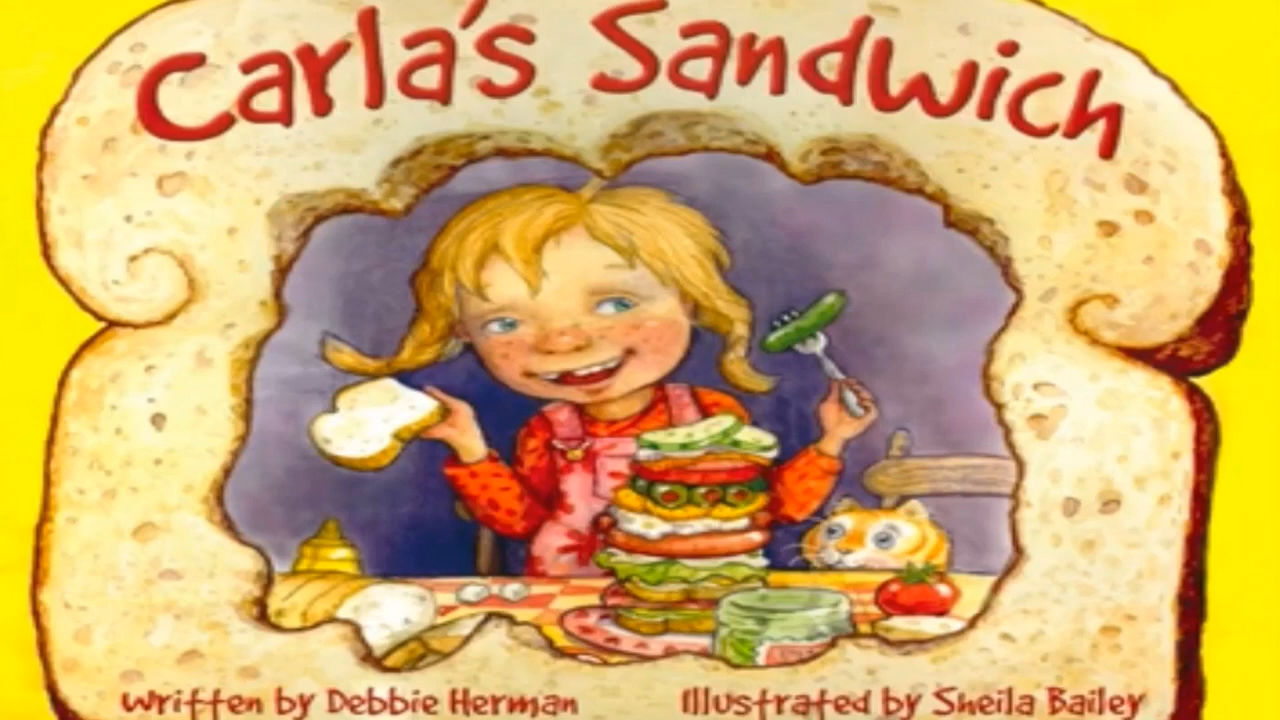 Carla's Sandwich
Written by Debbie Herman
Illustrated by Sheila Bailey